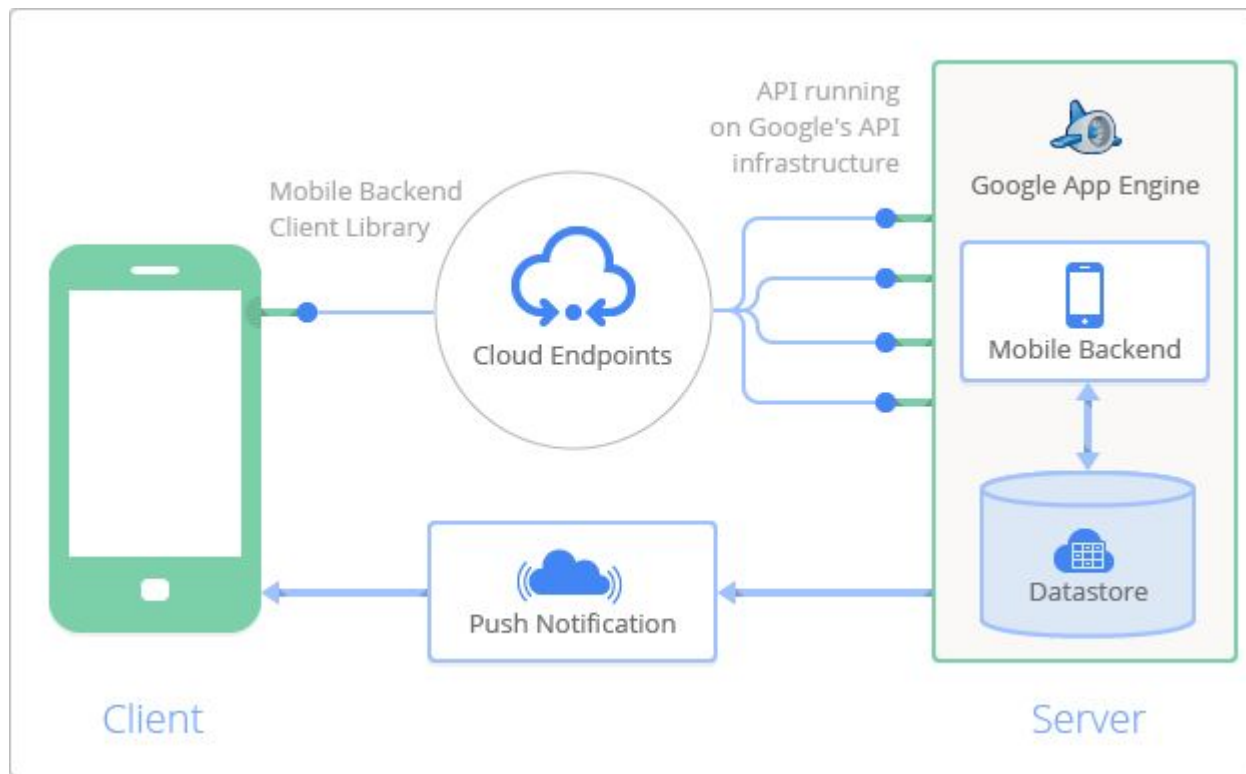 API running
on Google's API
infrastructure
Google App Engine
Mobile Backend
Client Library
Cloud Endpoints
Mobile Backend
Datastore
Push Notification
Client
Server